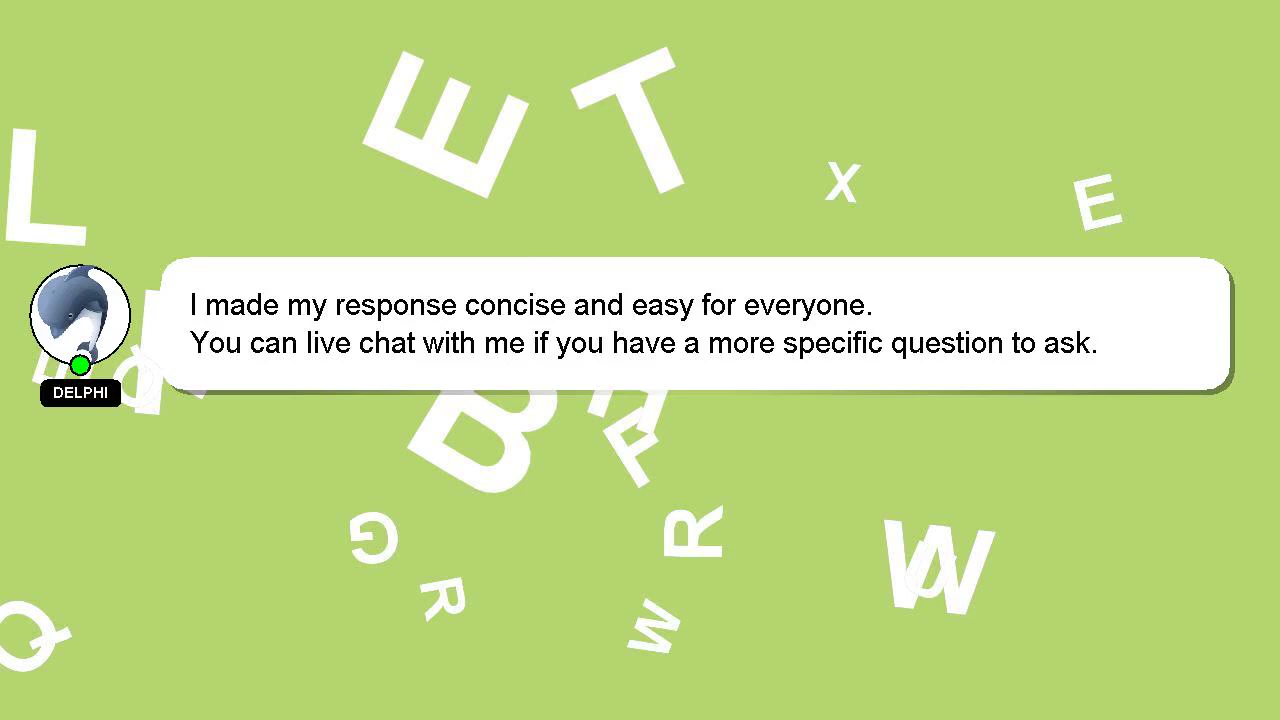 E T
L
X
E
I made my response concise and easy for everyone.
You can live chat with me if you have a more specific question to ask.
DELPHI
B
F
G
R
W
R
W
Q